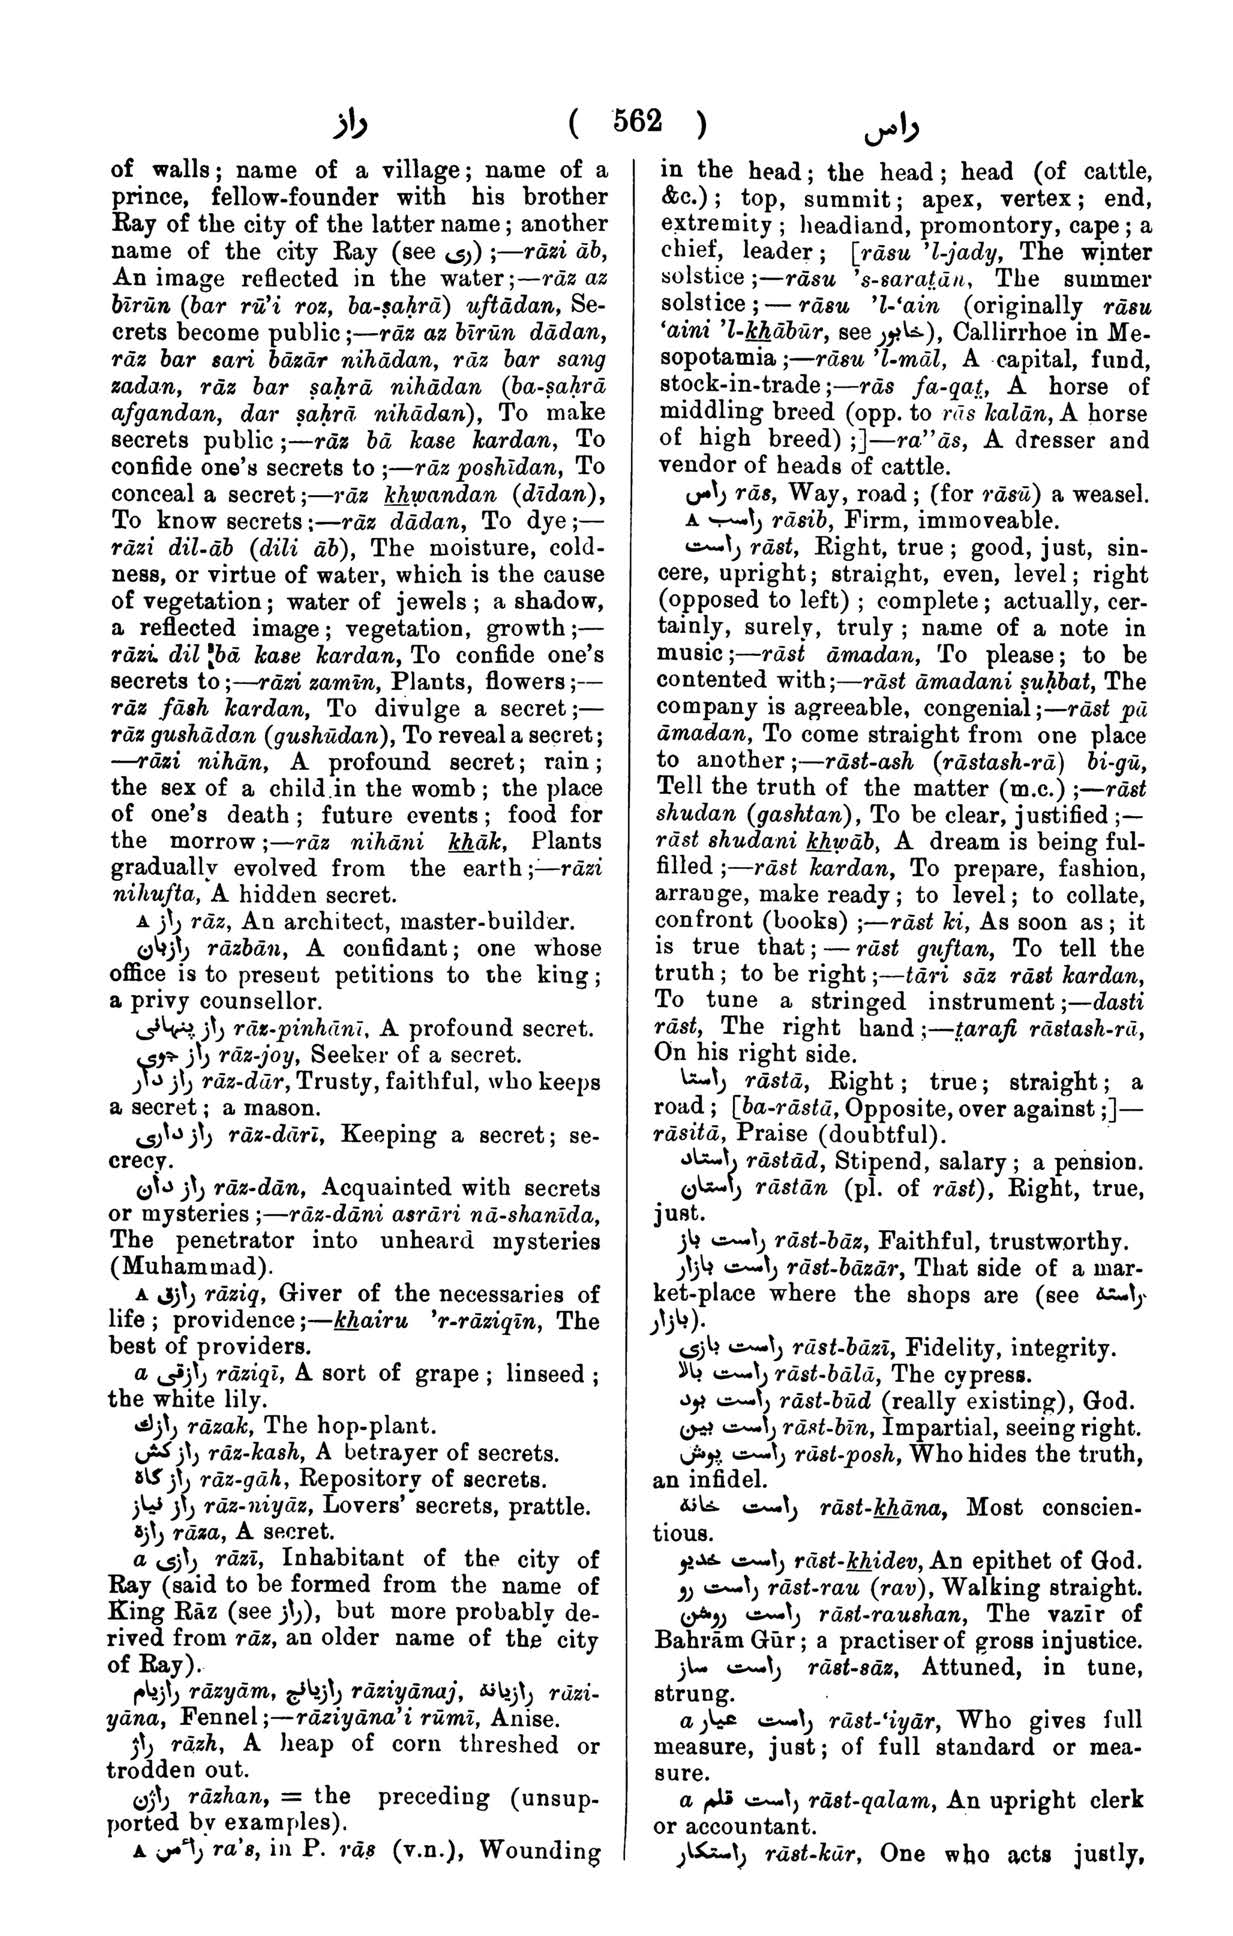 راز
( 562 )
راس
of walls; name of a village; name of a
prince, fellow-founder with his brother
Ray of the city of the latter name; another
name of the city Ray (see ری) ;—rāzi āb,
An image reflected in the water;—rāz az
bīrūn (bar rū'i roz, ba-ṣaḥrā) uftādan, Se-
crets become public;—rāz az bīrūn dādan,
rāz bar sari bāzār nihādan, rāz bar sang
zadan, rāz bar ṣaḥrā nihādan (ba-ṣaḥrā
afgandan, dar ṣaḥrā nihādan), To make
secrets public;—rāz bā kase kardan, To
confide one's secrets to;—rāz poshīdan, To
conceal a secret;—rāz khẉandan (dīdan),
To know secrets;—rāz dādan, To dye;—
rāzi dil-āb (dili āb), The moisture, cold-
ness, or virtue of water, which is the cause
of vegetation; water of jewels; a shadow,
a reflected image; vegetation, growth;—
rāzi dil bā kase kardan, To confide one's
secrets to;—rāzi zamīn, Plants, flowers;—
rāz fāsh kardan, To divulge a secret;—
rāz gushādan (gushūdan), To reveal a secret;
—rāzi nihān, A profound secret; rain;
the sex of a child in the womb; the place
of one's death; future events; food for
the morrow;—rāz nihāni khāk, Plants
gradually evolved from the earth;—rāzi
nihufta, A hidden secret.
A راز rāz, An architect, master-builder.
رازبان rāzbān, A confidant; one whose
office is to present petitions to the king;
a privy counsellor.
راز پنهانی rāz-pinhānī, A profound secret.
راز جوی rāz-joy, Seeker of a secret.
راز دار rāz-dār, Trusty, faithful, who keeps
a secret; a mason.
راز داری rāz-dārī, Keeping a secret; se-
crecy.
راز دان rāz-dān, Acquainted with secrets
or mysteries;—rāz-dāni asrāri nā-shanīda,
The penetrator into unheard mysteries
(Muhammad).
A رازق rāziq, Giver of the necessaries of
life; providence;—khairu 'r-rāziqīn, The
best of providers.
a رازقی rāziqī, A sort of grape; linseed;
the white lily.
رازك rāzak, The hop-plant.
راز كش rāz-kash, A betrayer of secrets.
راز گاه rāz-gāh, Repository of secrets.
راز نیاز rāz-niyāz, Lovers' secrets, prattle.
رازه rāza, A secret.
a رازی rāzī, Inhabitant of the city of
Ray (said to be formed from the name of
King Rāz (see راز), but more probably de-
rived from rāz, an older name of the city
of Ray).
رازیام rāzyām, رازیانج rāziyānaj, رازیانه rāzi-
yāna, Fennel;—rāziyāna'i rūmī, Anise.
راژ rāzh, A heap of corn threshed or
trodden out.
راژن rāzhan, = the preceding (unsup-
ported by examples).
A رأس ra's, in P. rās (v.n.), Wounding
in the head; the head; head (of cattle,
&c.); top, summit; apex, vertex; end,
extremity; headland, promontory, cape; a
chief, leader; [rāsu 'l-jady, The winter
solstice;—rāsu 's-saraṭān, The summer
solstice;—rāsu 'l-‘ain (originally rāsu
‘aini 'l-khābūr, see خابور), Callirrhoe in Me-
sopotamia;—rāsu 'l-māl, A capital, fund,
stock-in-trade;—rās fa-qaṭ, A horse of
middling breed (opp. to rās kalān, A horse
of high breed);]—ra''ās, A dresser and
vendor of heads of cattle.
راس rās, Way, road; (for rāsū) a weasel.
A راسب rāsib, Firm, immoveable.
راست rāst, Right, true; good, just, sin-
cere, upright; straight, even, level; right
(opposed to left); complete; actually, cer-
tainly, surely, truly; name of a note in
music;—rāst āmadan, To please; to be
contented with;—rāst āmadani ṣuḥbat, The
company is agreeable, congenial;—rāst pā
āmadan, To come straight from one place
to another;—rāst-ash (rāstash-rā) bi-gū,
Tell the truth of the matter (m.c.);—rāst
shudan (gashtan), To be clear, justified;—
rāst shudani khẉāb, A dream is being ful-
filled;—rāst kardan, To prepare, fashion,
arrange, make ready; to level; to collate,
confront (books);—rāst ki, As soon as; it
is true that;—rāst guftan, To tell the
truth; to be right;—tāri sāz rāst kardan,
To tune a stringed instrument;—dasti
rāst, The right hand;—ṭarafi rāstash-rā,
On his right side.
راستا rāstā, Right; true; straight; a
road; [ba-rāstā, Opposite, over against;]—
rāsitā, Praise (doubtful).
راستاد rāstād, Stipend, salary; a pension.
راستان rāstān (pl. of rāst), Right, true,
just.
راست باز rāst-bāz, Faithful, trustworthy.
راست بازار rāst-bāzār, That side of a mar-
ket-place where the shops are (see راسته
بازار).
راست بازی rāst-bāzī, Fidelity, integrity.
راست بالا rāst-bālā, The cypress.
راست بود rāst-būd (really existing), God.
راست بین rāst-bīn, Impartial, seeing right.
راست پوش rāst-posh, Who hides the truth,
an infidel.
راست خانه rāst-khāna, Most conscien-
tious.
راست خدیو rāst-khidev, An epithet of God.
راست رو rāst-rau (rav), Walking straight.
راست روشن rāst-raushan, The vazīr of
Bahrām Gūr; a practiser of gross injustice.
راست ساز rāst-sāz, Attuned, in tune,
strung.
a راست عیار rāst-‘iyār, Who gives full
measure, just; of full standard or mea-
sure.
a راست قلم rāst-qalam, An upright clerk
or accountant.
راستكار rāst-kār, One who acts justly,